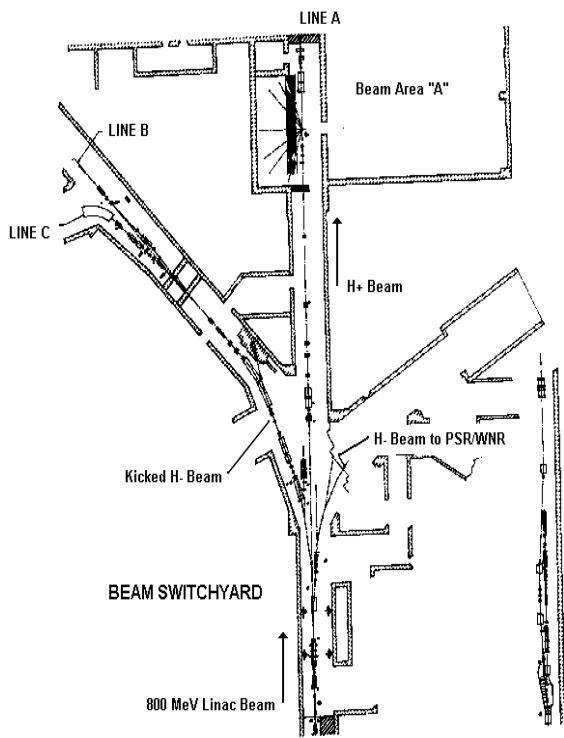 LINE A
Beam Area "A"
LINE B
LINE C
H+ Beam
H- Beam to PSR/WNR
Kicked H- Beam
BEAM SWITCHYARD
800 MeV Linac Beam